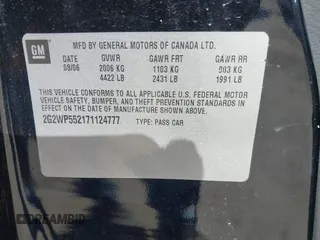 GM
MFD BY GENERAL MOTORS OF CANADA LTD.
DATE GVWR GAWR FRT GAWR RR
09/06 2006 KG 1103 KG 903 KG
4422 LB 2431 LB 1991 LB
THIS VEHICLE CONFORMS TO ALL APPLICABLE U.S. FEDERAL MOTOR
VEHICLE SAFETY, BUMPER, AND THEFT PREVENTION STANDARDS IN
EFFECT ON THE DATE OF MANUFACTURE SHOWN ABOVE.
2G2WP552171124777 TYPE: PASS CAR
DREAMBID